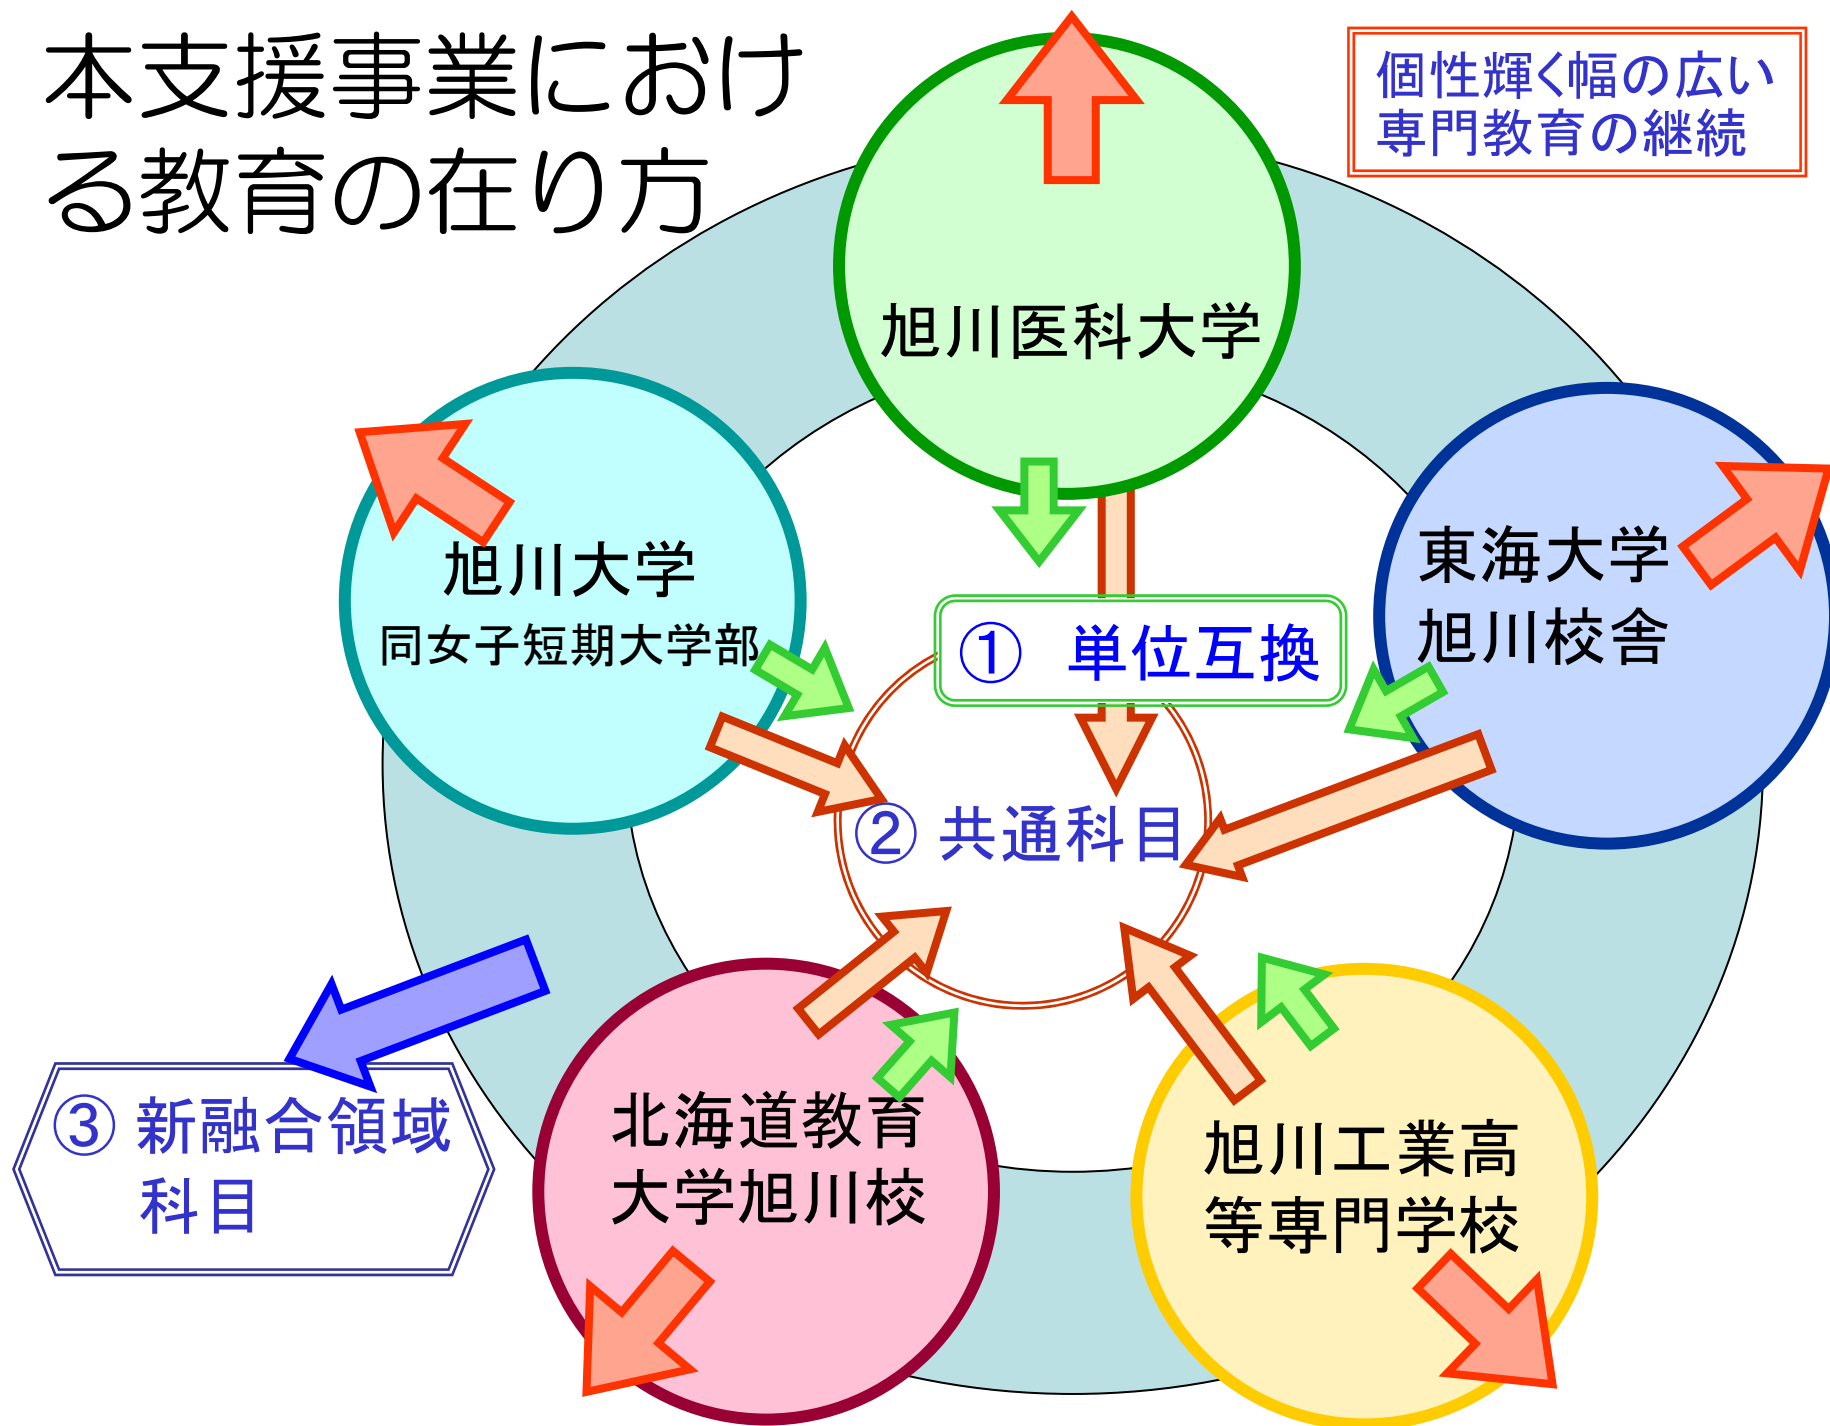 本支援事業におけ
る教育の在り方
個性輝く幅の広い
専門教育の継続
旭川医科大学
旭川大学
同女子短期大学部
東海大学
旭川校舎
① 単位互換
② 共通科目
③ 新融合領域
科目
北海道教育
大学旭川校
旭川工業高
等専門学校